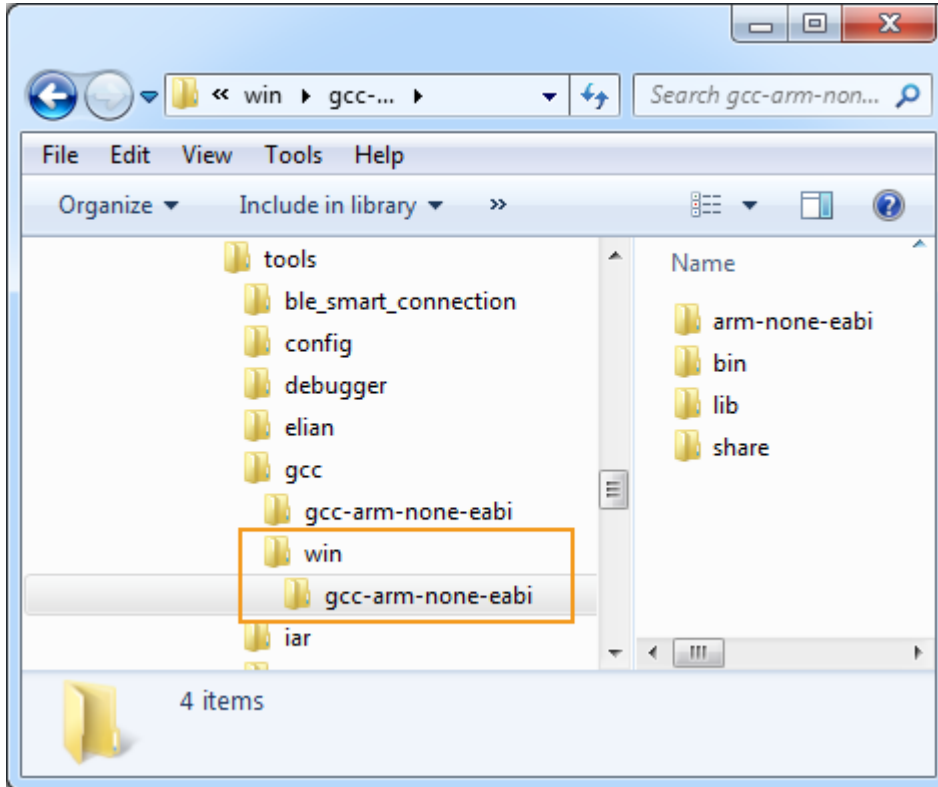 « win ▸ gcc-... ▸ Search gcc-arm-non...
File Edit View Tools Help
Organize Include in library »
tools
ble_smart_connection
config
debugger
elian
gcc
gcc-arm-none-eabi
win
gcc-arm-none-eabi
iar
Name
arm-none-eabi
bin
lib
share
4 items